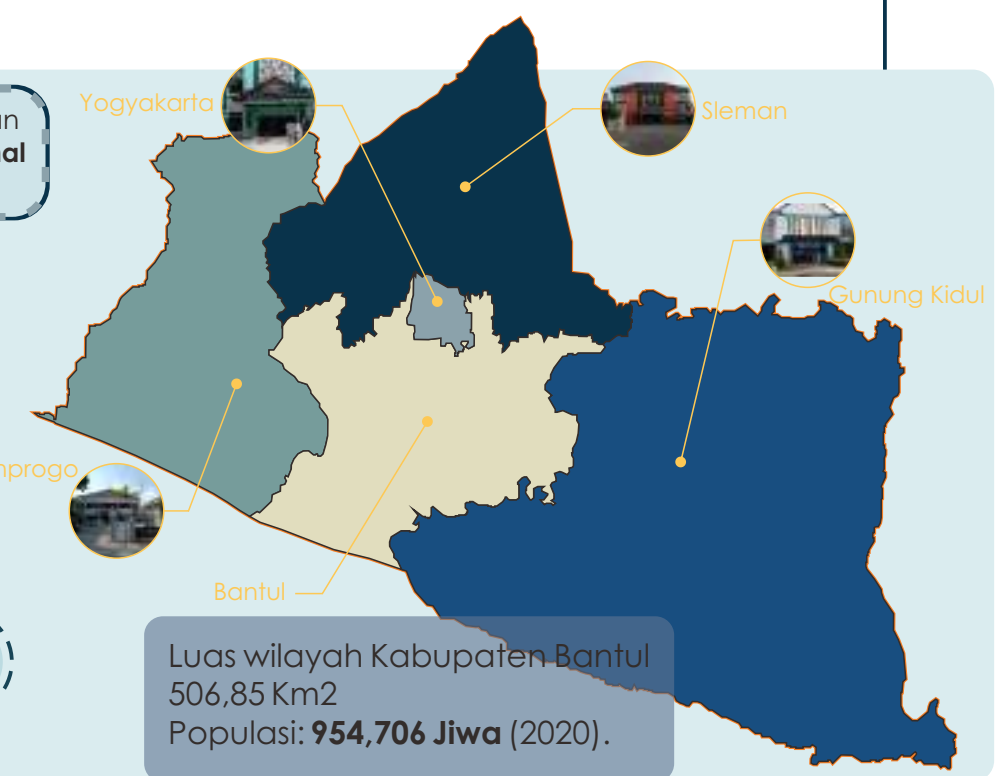 Yogyakarta
Sleman
Gunung Kidul
Bantul
Luas wilayah Kabupaten Bantul
506,85 Km2
Populasi: 954,706 Jiwa (2020).